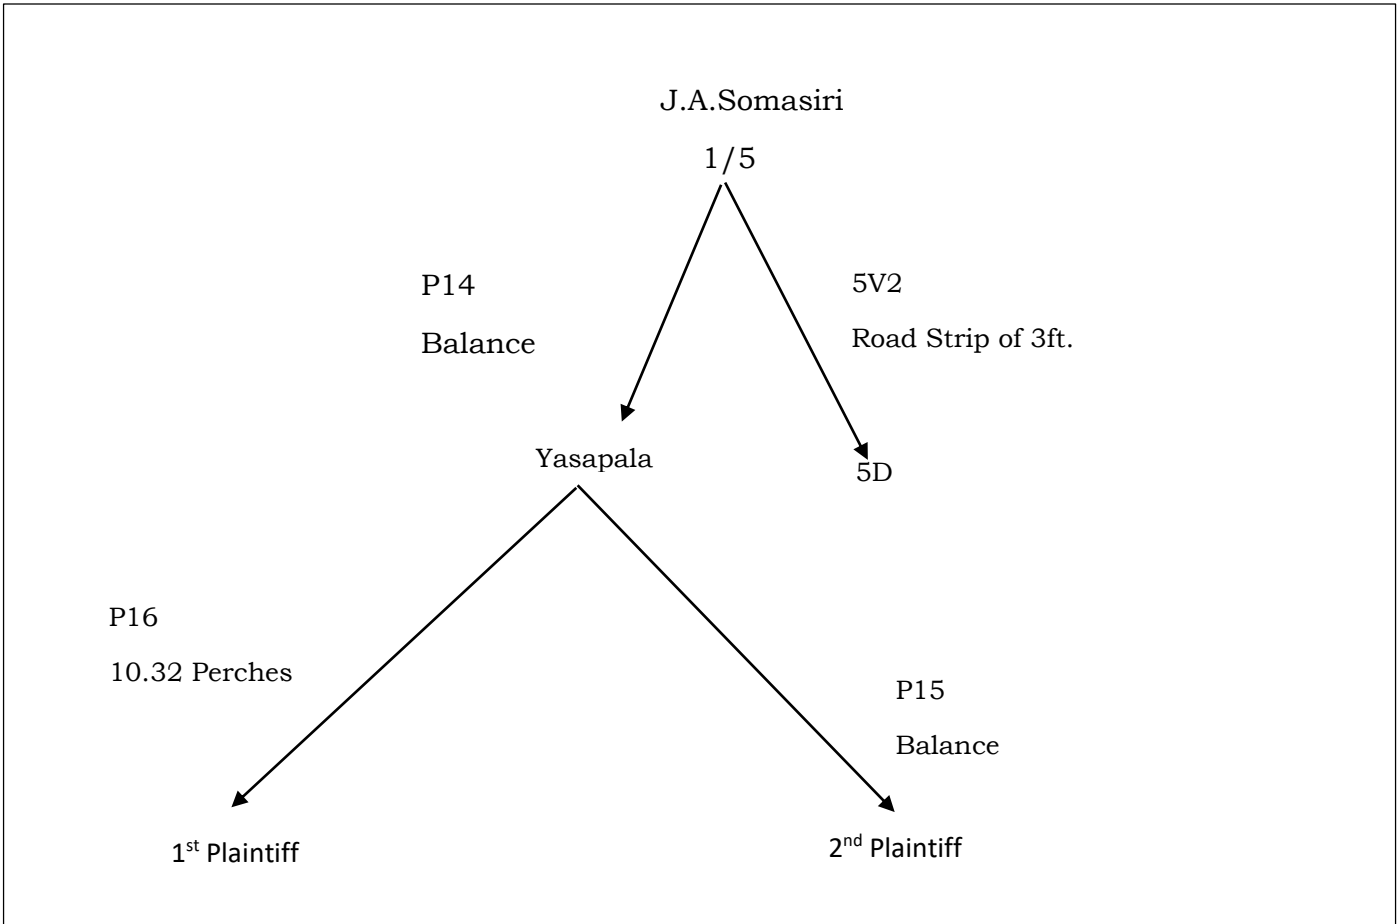 J.A.Somasiri
1/5
P14
Balance
5V2
Road Strip of 3ft.
Yasapala
5D
P16
10.32 Perches
P15
Balance
1st Plaintiff
2nd Plaintiff